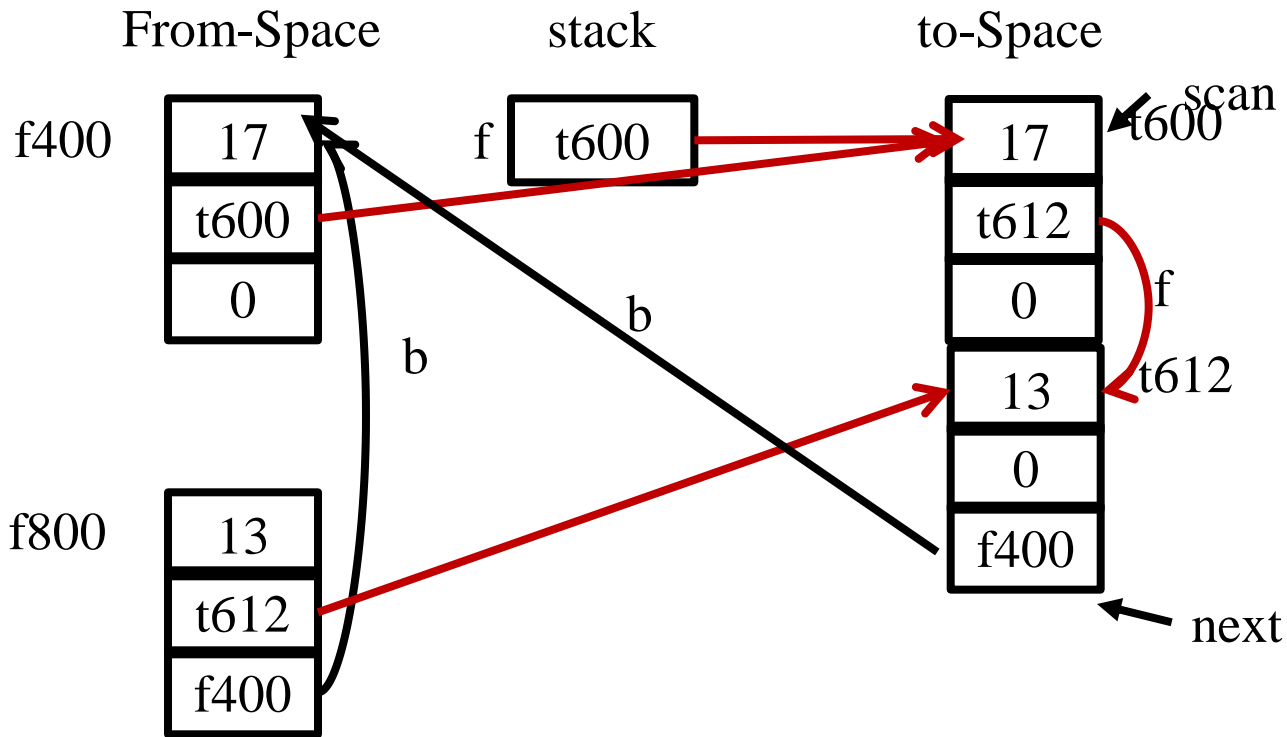 From-Space
stack
to-Space
f400
17
t600
0
b
f800
13
t612
f400
f
t600
b
17
t612
0
13
0
f400
scan
t600
f
t612
next